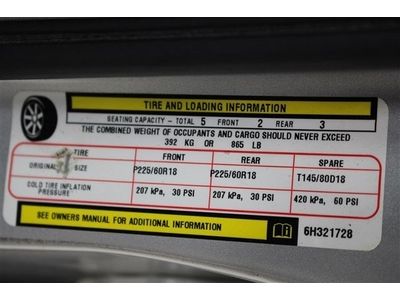 TIRE AND LOADING INFORMATION
SEATING CAPACITY - TOTAL 5 FRONT 2 REAR 3
THE COMBINED WEIGHT OF OCCUPANTS AND CARGO SHOULD NEVER EXCEED
392 KG OR 865 LB
TIRE FRONT REAR SPARE
ORIGINAL SIZE P225/60R18 P225/60R18 T145/80D18
COLD TIRE INFLATION
PRESSURE 207 kPa, 30 PSI 207 kPa, 30 PSI 420 kPa, 60 PSI
SEE OWNERS MANUAL FOR ADDITIONAL INFORMATION 6H321728